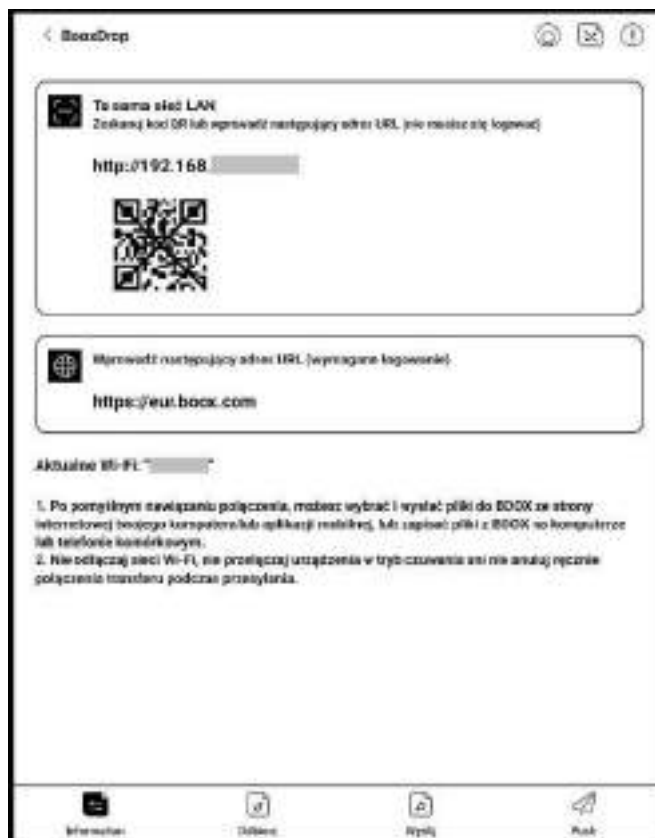 BooxDrop
Ta sama sieć LAN
Zeskanuj kod QR lub wprowadź następujący adres URL (nie musisz się logować)
http://192.168.
Wprowadź następujący adres URL (wymagane logowanie)
https://eur.boox.com
Aktualne Wi-Fi: " "
1. Po pomyślnym nawiązaniu połączenia, możesz wybrać i wysłać pliki do BOOX ze strony
internetowej twojego komputera lub aplikacji mobilnej, lub zapisać pliki z BOOX na komputerze
lub telefonie komórkowym.
2. Nie odłączaj sieci Wi-Fi, nie przełączaj urządzenia w tryb czuwania ani nie anuluj ręcznie
połączenia transferu podczas przesyłania.
Information
Odbierz
Wyślij
Push